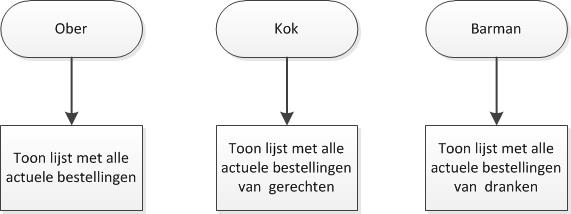 Ober
Kok
Barman
Toon lijst met alle
actuele bestellingen
Toon lijst met alle
actuele bestellingen
van gerechten
Toon lijst met alle
actuele bestellingen
van dranken